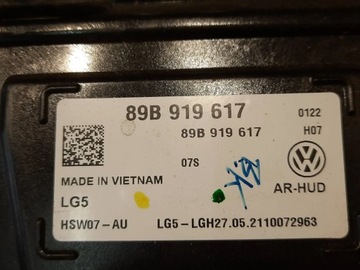 89B 919 617
0122
89B 919 617
H07
07S
MADE IN VIETNAM
AR-HUD
LG5
HSW07-AU
LG5-LGH27.05.2110072963